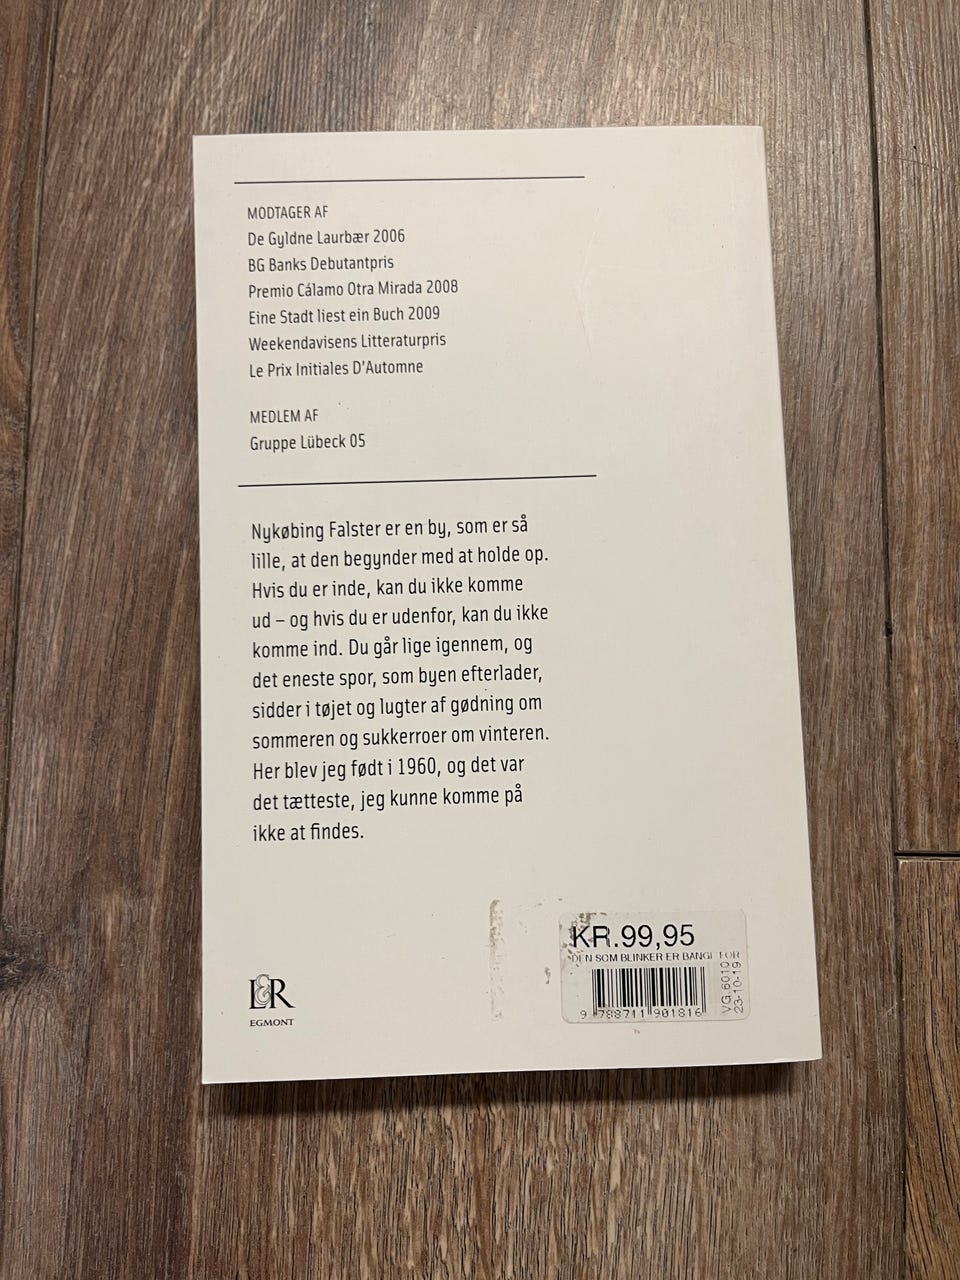 MODTAGER AF
De Gyldne Laurbær 2006
BG Banks Debutantpris
Premio Cálamo Otra Mirada 2008
Eine Stadt liest ein Buch 2009
Weekendavisens Litteraturpris
Le Prix Initiales D'Automne
MEDLEM AF
Gruppe Lübeck 05
Nykøbing Falster er en by, som er så
lille, at den begynder med at holde op.
Hvis du er inde, kan du ikke komme
ud – og hvis du er udenfor, kan du ikke
komme ind. Du går lige igennem, og
det eneste spor, som byen efterlader,
sidder i tøjet og lugter af gødning om
sommeren og sukkerroer om vinteren.
Her blev jeg født i 1960, og det var
det tætteste, jeg kunne komme på
ikke at findes.
KR.99,95
DEN SOM BLINKER ER BANGE FOR
VG.6010
23-10-19
9 788711 901816
L&R
EGMONT